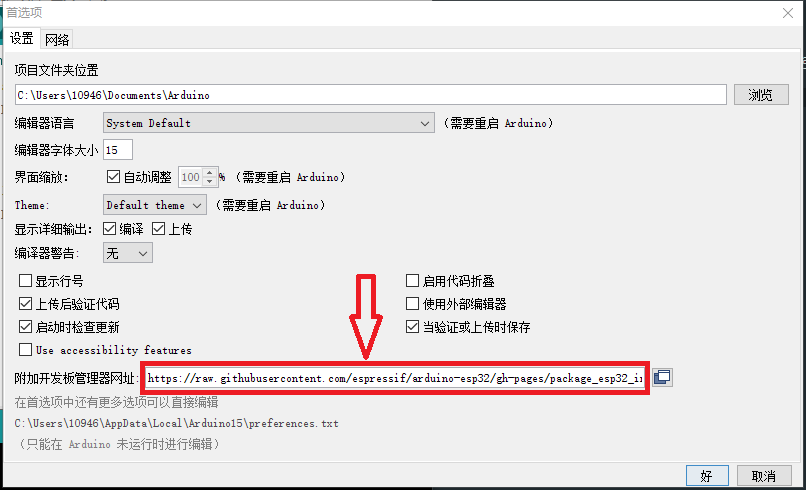 首选项
设置 网络
项目文件夹位置
C:\Users\10946\Documents\Arduino 浏览
编辑器语言 System Default (需要重启 Arduino)
编辑器字体大小 15
界面缩放： 自动调整 100 % (需要重启 Arduino)
Theme: Default theme (需要重启 Arduino)
显示详细输出： 编译 上传
编译器警告: 无
显示行号 启用代码折叠
上传后验证代码 使用外部编辑器
启动时检查更新 当验证或上传时保存
Use accessibility features
附加开发板管理器网址: https://raw.githubusercontent.com/espressif/arduino-esp32/gh-pages/package_esp32_in
在首选项中还有更多选项可以直接编辑
C:\Users\10946\AppData\Local\Arduino15\preferences.txt
(只能在 Arduino 未运行时进行编辑)
好 取消